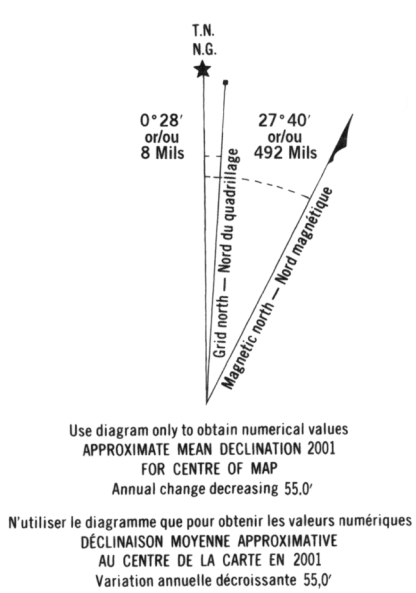 T.N.
N.G.
0°28′
or/ou
8 Mils
27°40′
or/ou
492 Mils
Grid north — Nord du quadrillage
Magnetic north — Nord magnétique
Use diagram only to obtain numerical values
APPROXIMATE MEAN DECLINATION 2001
FOR CENTRE OF MAP
Annual change decreasing 55.0′
N'utiliser le diagramme que pour obtenir les valeurs numériques
DÉCLINAISON MOYENNE APPROXIMATIVE
AU CENTRE DE LA CARTE EN 2001
Variation annuelle décroissante 55,0′